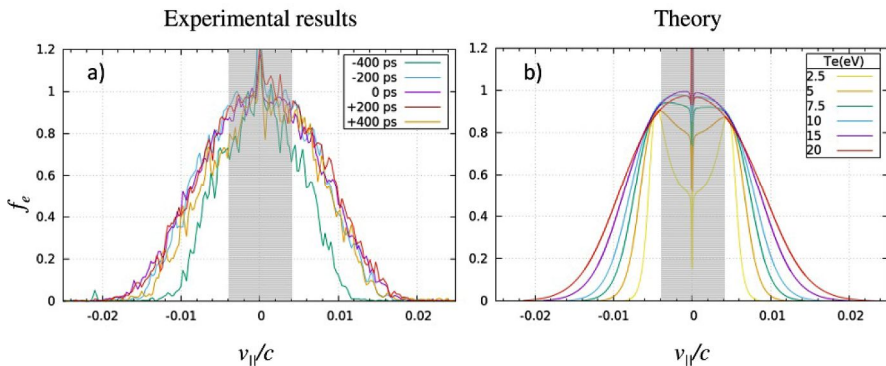 Experimental results
Theory
a)
-400 ps
-200 ps
0 ps
+200 ps
+400 ps
1.2
1
0.8
0.6
0.4
0.2
0
fe
-0.02
-0.01
0
0.01
0.02
v||/c
b)
Te(eV)
2.5
5
7.5
10
15
20
1.2
1
0.8
0.6
0.4
0.2
0
-0.02
-0.01
0
0.01
0.02
v||/c